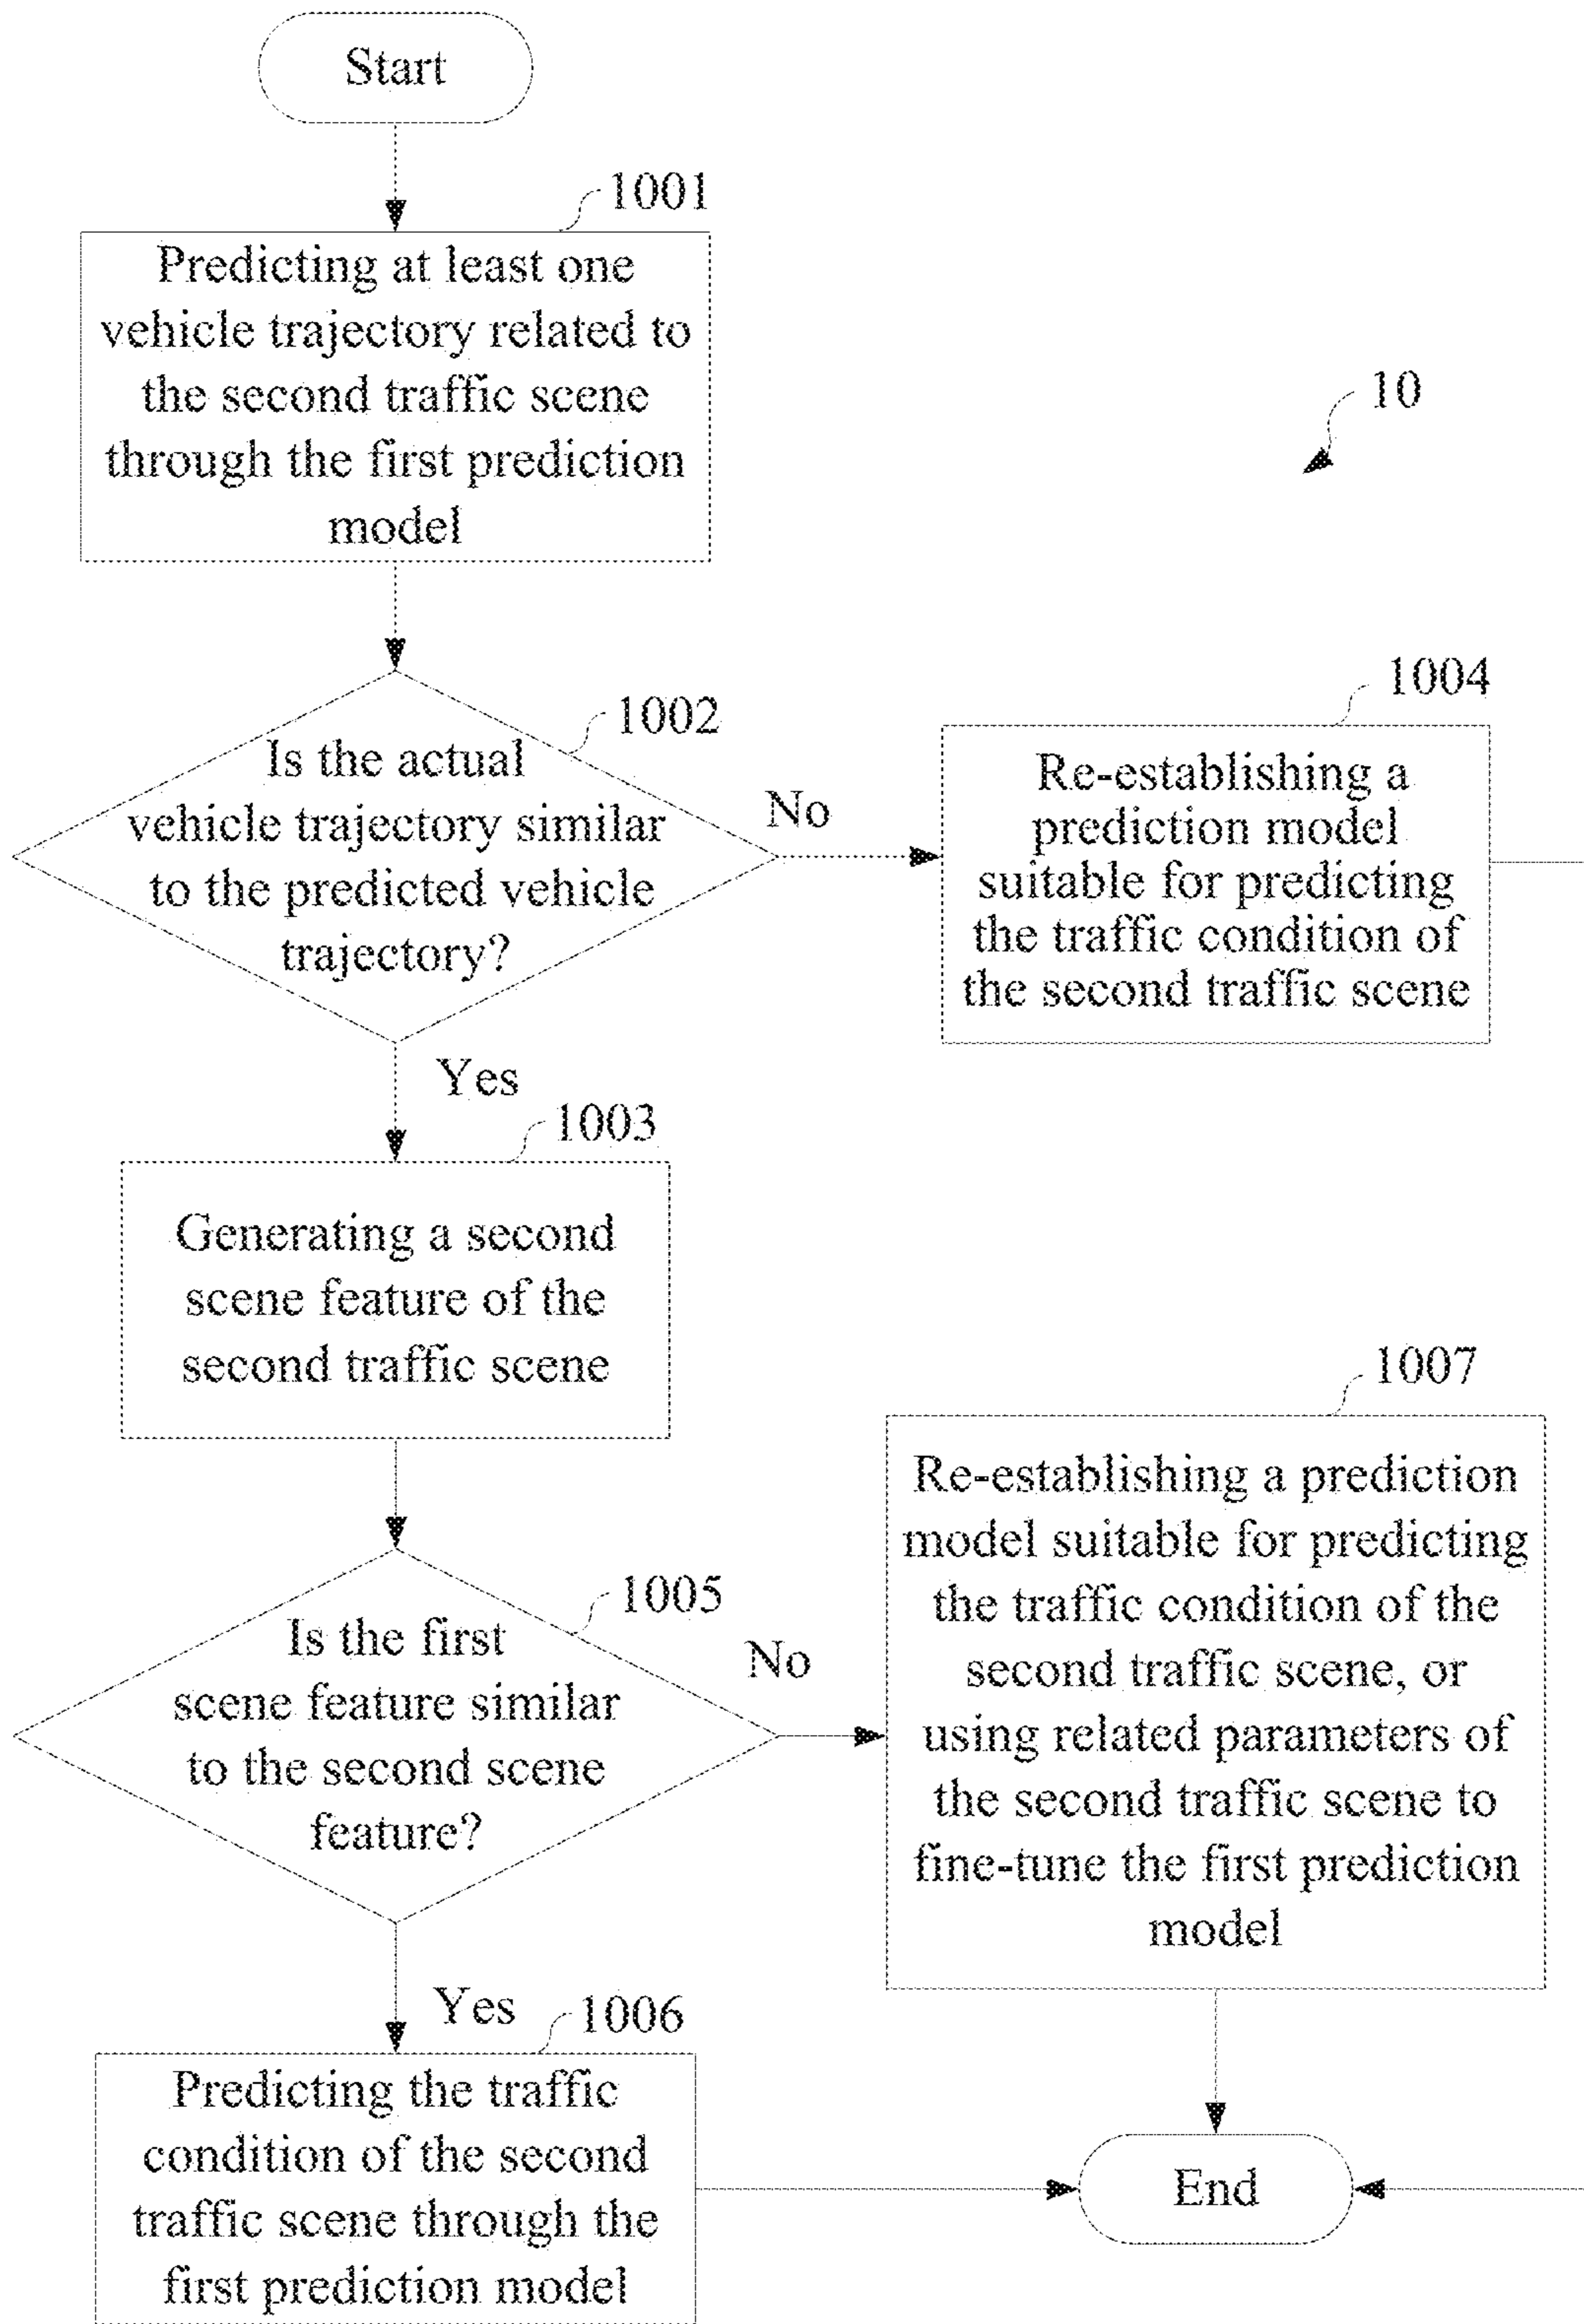 Start
1001
Predicting at least one
vehicle trajectory related to
the second traffic scene
through the first prediction
model
10
1002
Is the actual
vehicle trajectory similar
to the predicted vehicle
trajectory?
No
1004
Re-establishing a
prediction model
suitable for predicting
the traffic condition of
the second traffic scene
Yes
1003
Generating a second
scene feature of the
second traffic scene
1005
Is the first
scene feature similar
to the second scene
feature?
No
1007
Re-establishing a prediction
model suitable for predicting
the traffic condition of the
second traffic scene, or
using related parameters of
the second traffic scene to
fine-tune the first prediction
model
Yes
1006
Predicting the traffic
condition of the second
traffic scene through the
first prediction model
End